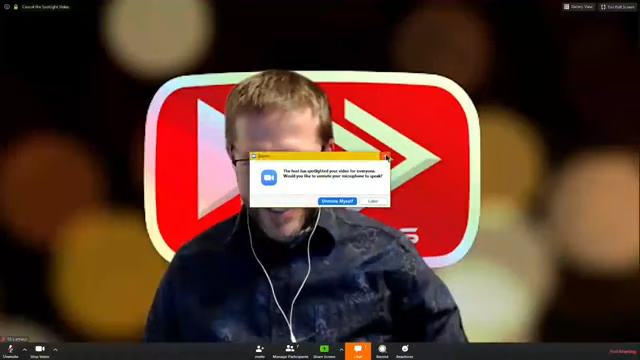 Cancel the Spotlight Video
Gallery View
Exit Full Screen
The host has spotlighted your video for everyone.
Would you like to unmute your microphone to speak?
Unmute Myself
Later
S
Unmute
Stop Video
Invite
Manage Participants
Share Screen
Chat
Record
Reactions
End Meeting